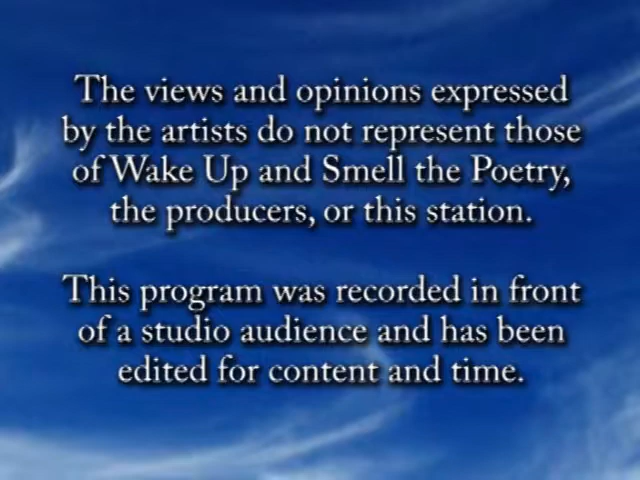 The views and opinions expressed
by the artists do not represent those
of Wake Up and Smell the Poetry,
the producers, or this station.
This program was recorded in front
of a studio audience and has been
edited for content and time.